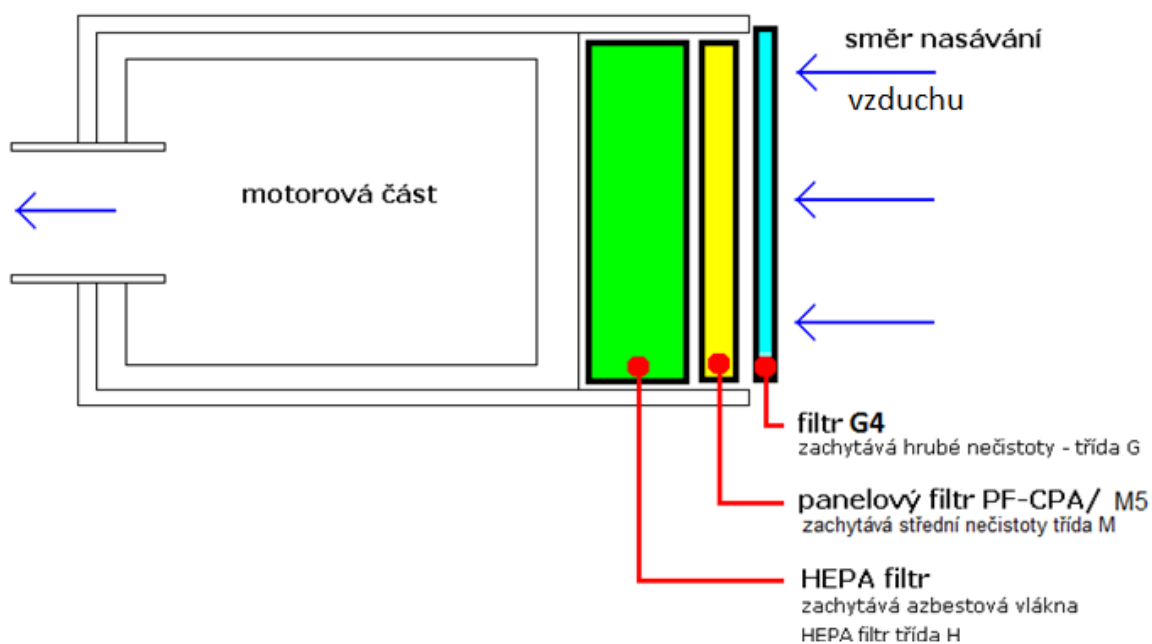 směr nasávání
vzduchu
motorová část
filtr G4
zachytává hrubé nečistoty - třída G
panelový filtr PF-CPA/ M5
zachytává střední nečistoty třída M
HEPA filtr
zachytává azbestová vlákna
HEPA filtr třída H